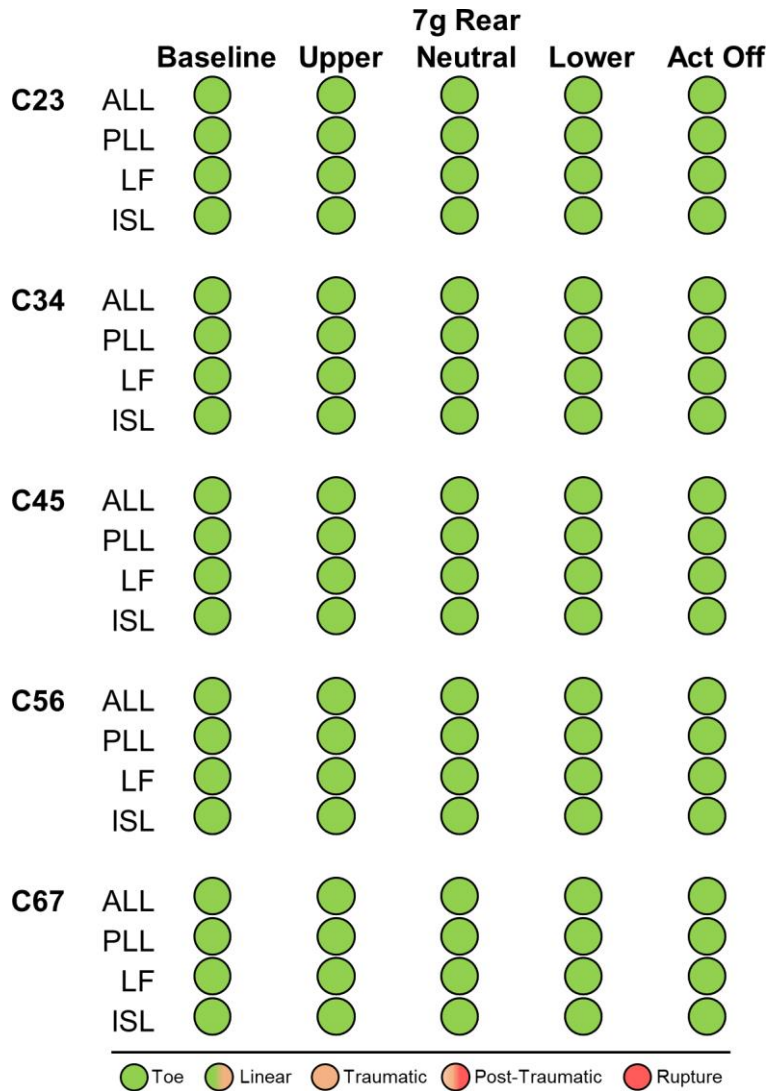 7g Rear
Baseline Upper Neutral Lower Act Off
C23 ALL
PLL
LF
ISL
C34 ALL
PLL
LF
ISL
C45 ALL
PLL
LF
ISL
C56 ALL
PLL
LF
ISL
C67 ALL
PLL
LF
ISL
Toe Linear Traumatic Post-Traumatic Rupture